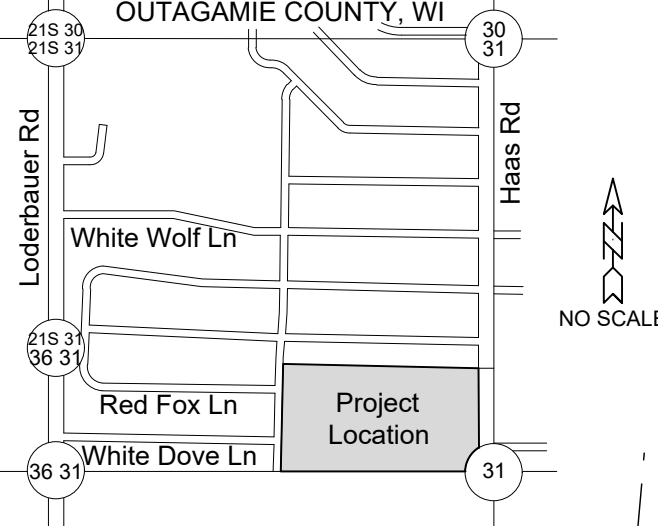 OUTAGAMIE COUNTY, WI
21S 30
21S 31
30
31
Loderbauer Rd
Haas Rd
White Wolf Ln
N
NO SCALE
21S 31
36 31
Red Fox Ln
Project
Location
White Dove Ln
36 31
31